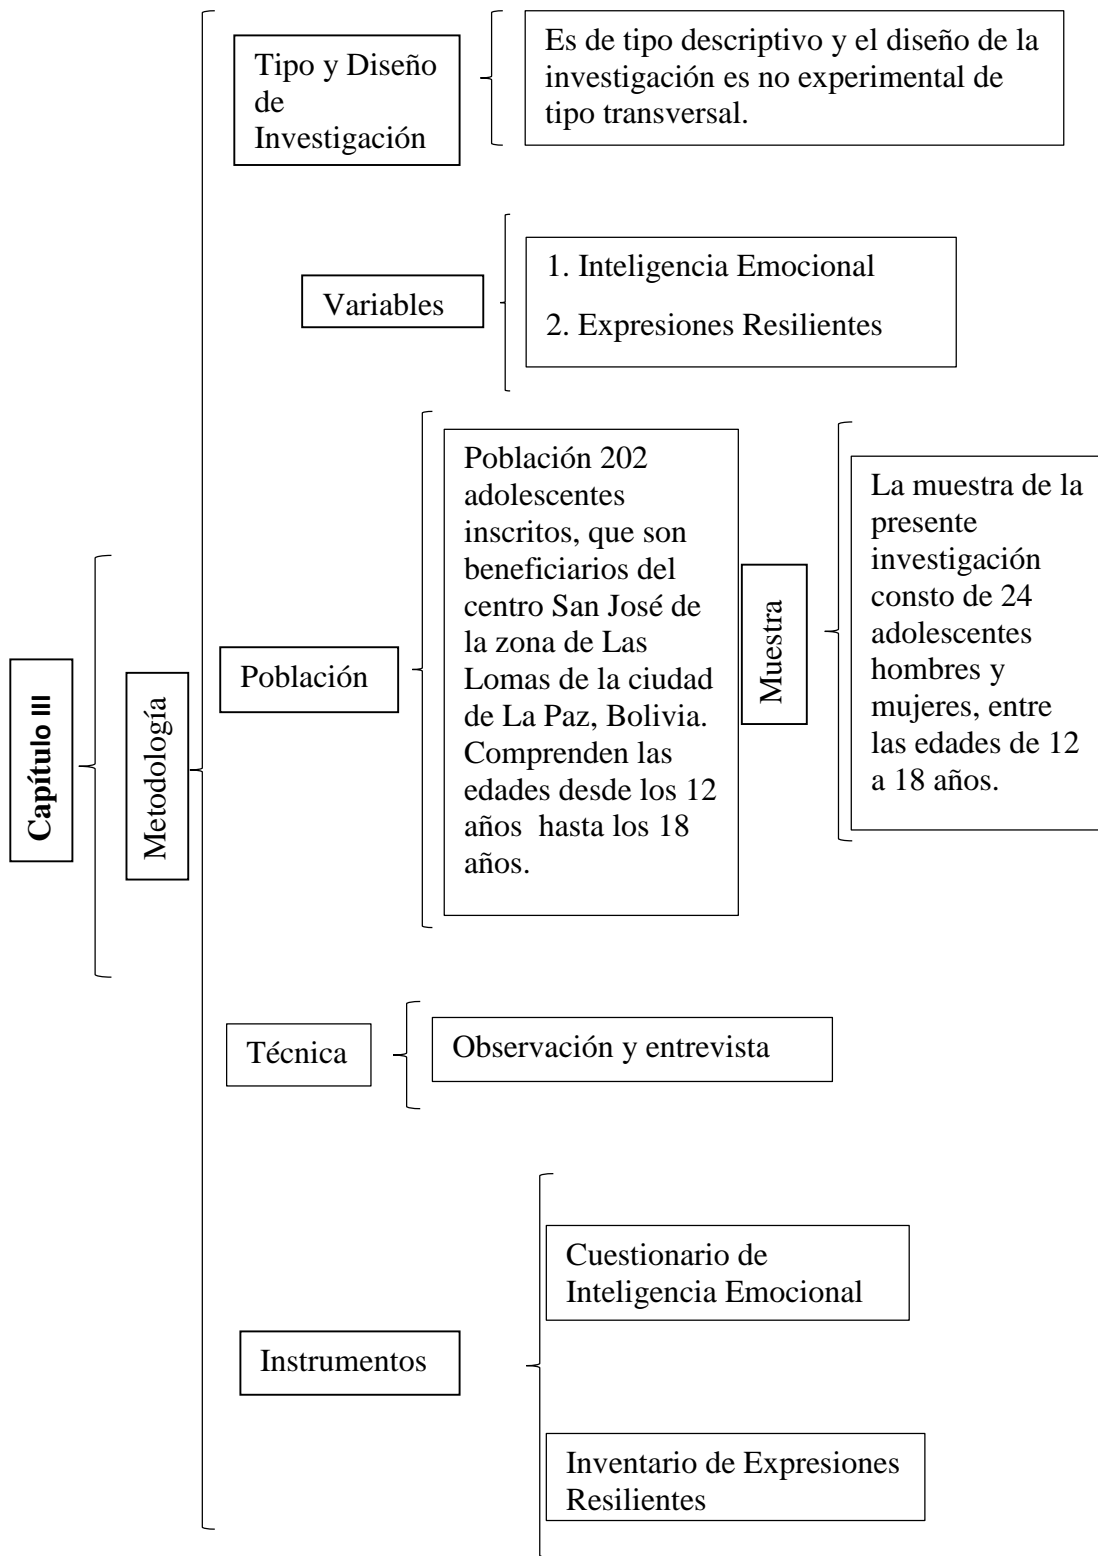 Capítulo III
Metodología
Tipo y Diseño
de
Investigación
Es de tipo descriptivo y el diseño de la
investigación es no experimental de
tipo transversal.
Variables
1. Inteligencia Emocional
2. Expresiones Resilientes
Población
Población 202
adolescentes
inscritos, que son
beneficiarios del
centro San José de
la zona de Las
Lomas de la ciudad
de La Paz, Bolivia.
Comprenden las
edades desde los 12
años  hasta los 18
años.
Muestra
La muestra de la
presente
investigación
consto de 24
adolescentes
hombres y
mujeres, entre
las edades de 12
a 18 años.
Técnica
Observación y entrevista
Instrumentos
Cuestionario de
Inteligencia Emocional
Inventario de Expresiones
Resilientes